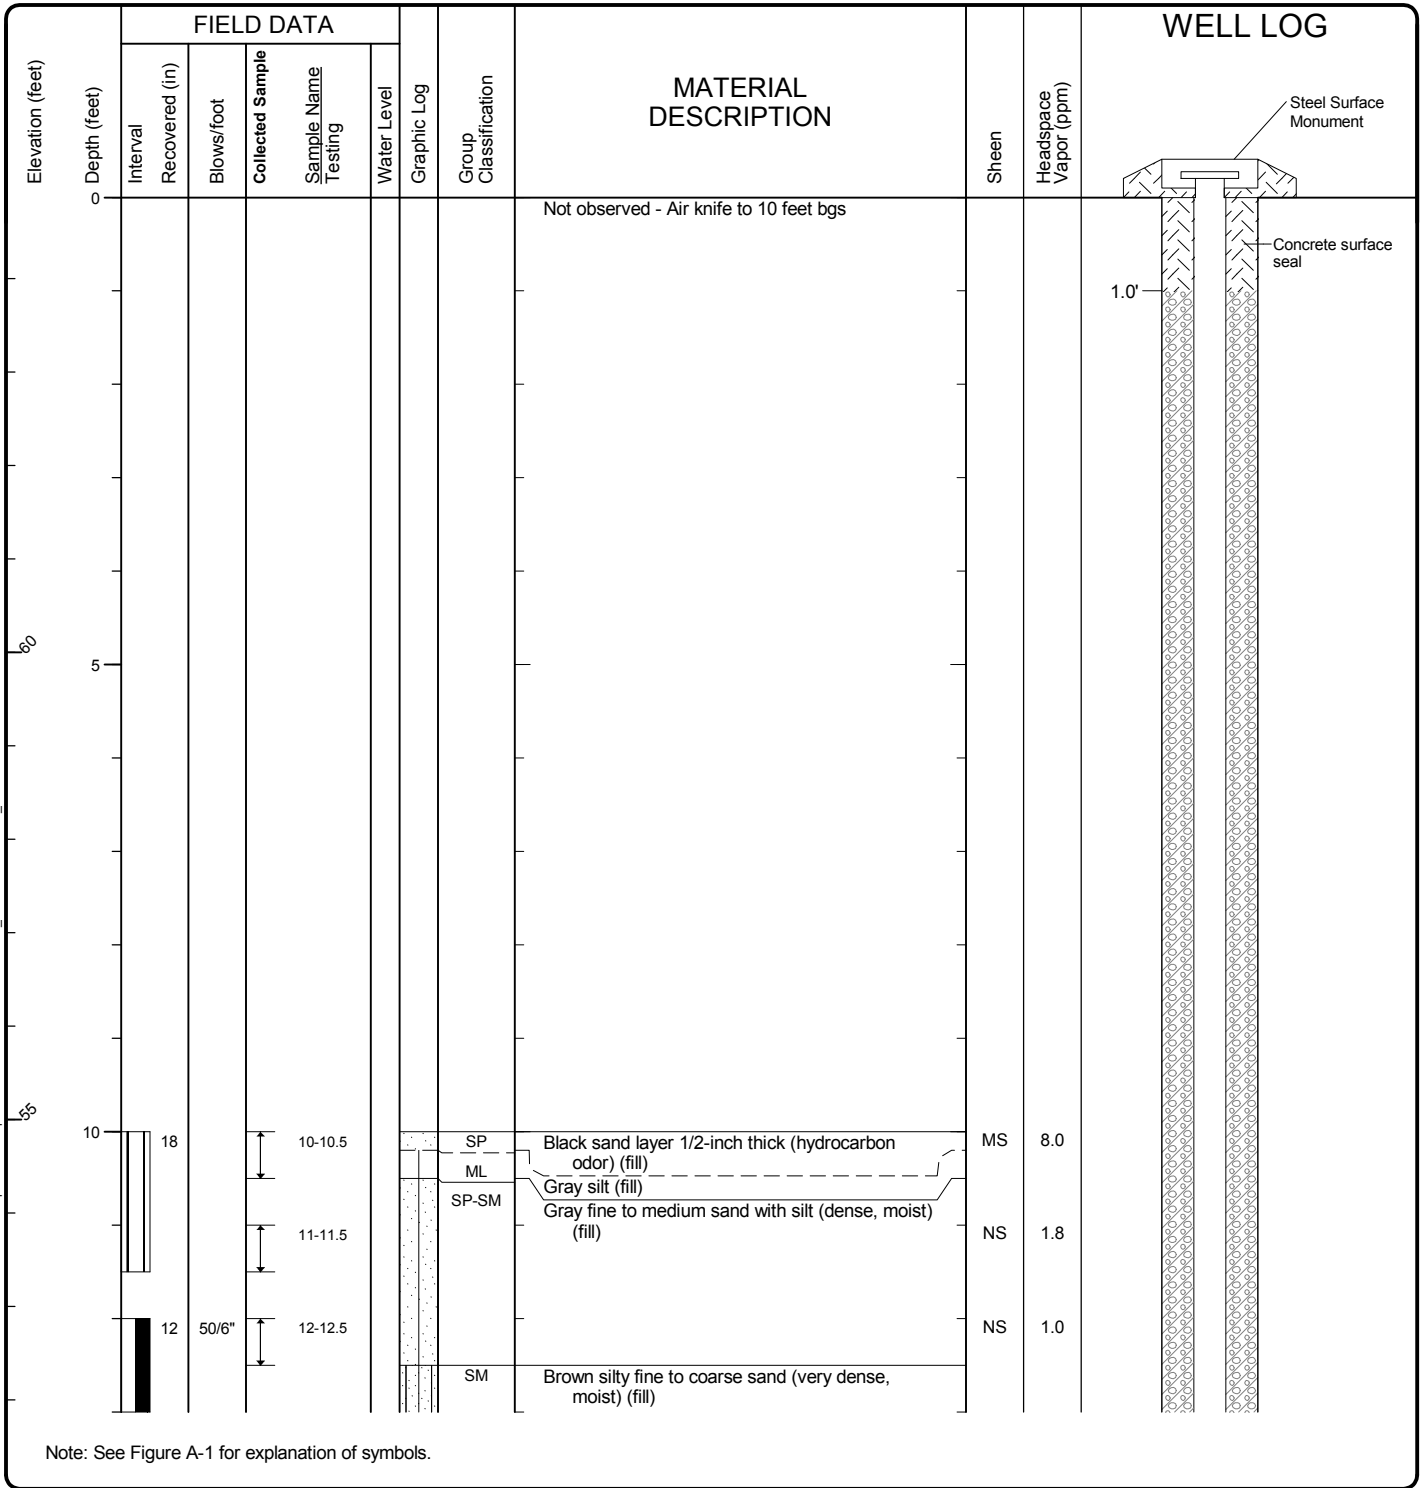 FIELD DATA
WELL LOG
Elevation (feet)
Depth (feet)
Interval
Recovered (in)
Blows/foot
Collected Sample
Sample Name
Testing
Water Level
Graphic Log
Group
Classification
MATERIAL
DESCRIPTION
Sheen
Headspace
Vapor (ppm)
Steel Surface
Monument
0
Not observed - Air knife to 10 feet bgs
Concrete surface
seal
1.0'
60
5
55
10
18
10-10.5
SP
Black sand layer 1/2-inch thick (hydrocarbon
odor) (fill)
MS
8.0
ML
Gray silt (fill)
SP-SM
Gray fine to medium sand with silt (dense, moist)
(fill)
11-11.5
NS
1.8
12
50/6"
12-12.5
NS
1.0
SM
Brown silty fine to coarse sand (very dense,
moist) (fill)
Note: See Figure A-1 for explanation of symbols.